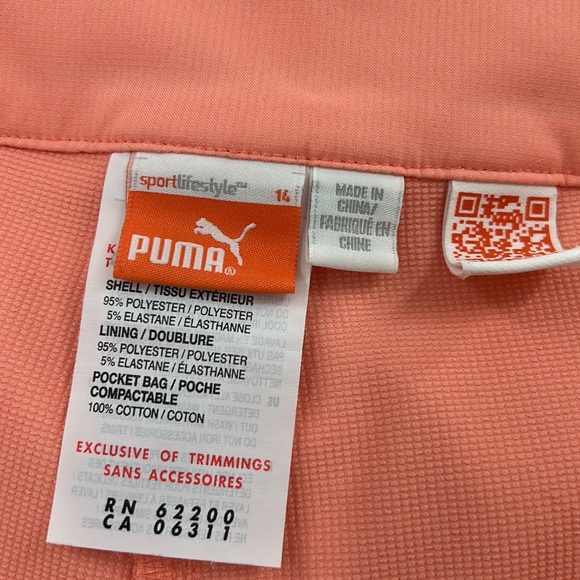 sportlifestyle™
14
PUMA®
MADE IN
CHINA/
FABRIQUÉ EN
CHINE
SHELL / TISSU EXTÉRIEUR
95% POLYESTER / POLYESTER
5% ELASTANE / ÉLASTHANNE
LINING / DOUBLURE
95% POLYESTER / POLYESTER
5% ELASTANE / ÉLASTHANNE
POCKET BAG / POCHE
COMPACTABLE
100% COTTON / COTON
EXCLUSIVE OF TRIMMINGS
SANS ACCESSOIRES
RN 62200
CA 06311